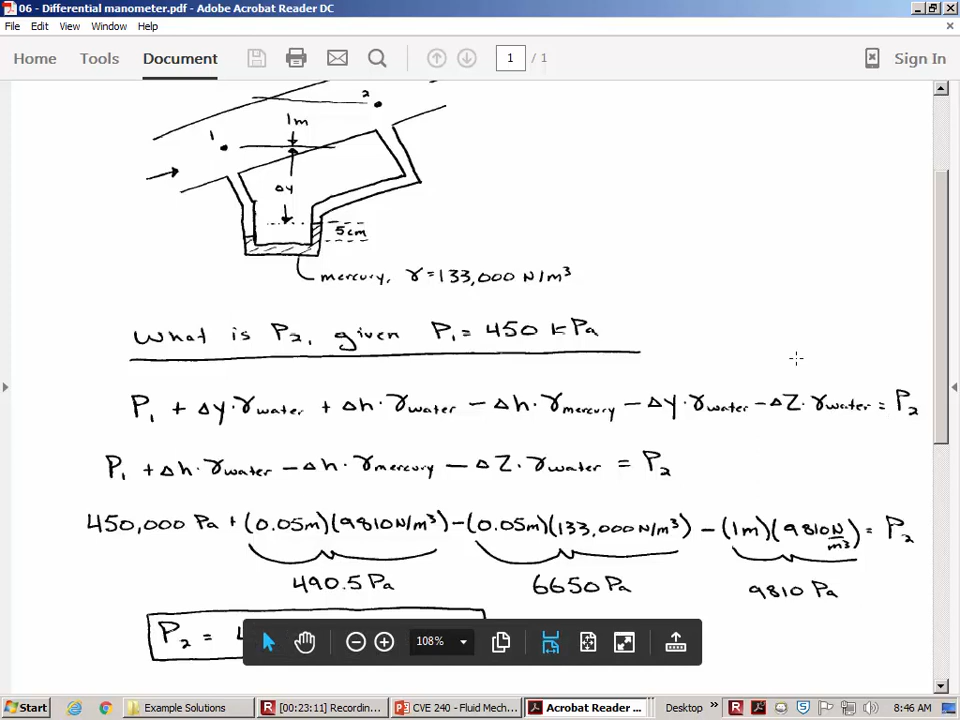 06 - Differential manometer.pdf - Adobe Acrobat Reader DC
File Edit View Window Help
Home Tools Document 1 / 1 Sign In
2
1m
1
Δy
5cm
mercury, γ = 133,000 N/m³
What is P₂, given P₁ = 450 kPa
P₁ + Δy·γwater + Δh·γwater − Δh·γmercury − Δy·γwater − ΔZ·γwater = P₂
P₁ + Δh·γwater − Δh·γmercury − ΔZ·γwater = P₂
450,000 Pa + (0.05m)(9810N/m³) − (0.05m)(133,000N/m³) − (1m)(9810 N/m³) = P₂
490.5 Pa 6650 Pa 9810 Pa
P₂ =
108%
Start Example Solutions [00:23:11] Recordin... CVE 240 - Fluid Mech... Acrobat Reader ... Desktop » 8:46 AM